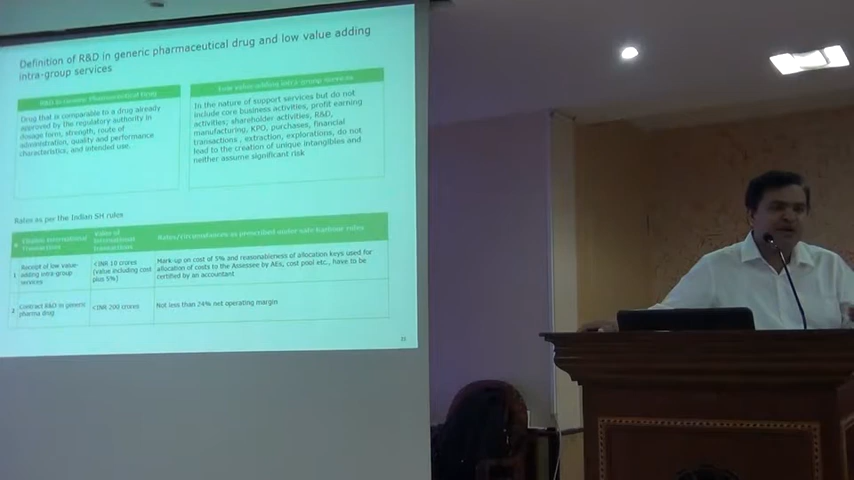 Definition of R&D in generic pharmaceutical drug and low value adding
intra-group services
R&D in Generic Pharmaceutical Drug
Drug that is comparable to a drug already
approved by the regulatory authority in
dosage form, strength, route of
administration, quality and performance
characteristics, and intended use.
Low value adding intra-group services
In the nature of support services but do not
include core business activities, profit earning
activities; shareholder activities, R&D,
manufacturing, KPO, purchases, financial
transactions , extraction, explorations, do not
lead to the creation of unique intangibles and
neither assume significant risk
Rates as per the Indian SH rules
# Eligible International
Transactions
Value of
International
transactions
Rates/circumstances as prescribed under safe harbour rules
1 Receipt of low value-
adding intra-group
services
<INR 10 crores
(value including cost
plus 5%)
Mark-up on cost of 5% and reasonableness of allocation keys used for
allocation of costs to the Assessee by AEs, cost pool etc., have to be
certified by an accountant
2 Contract R&D in generic
pharma drug
<INR 200 crores
Not less than 24% net operating margin